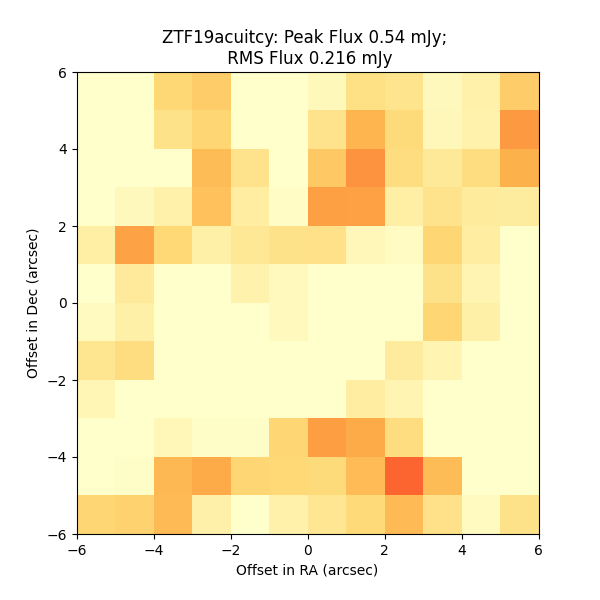 ZTF19acuitcy: Peak Flux 0.54 mJy;
RMS Flux 0.216 mJy
6
4
2
0
−2
−4
−6
Offset in Dec (arcsec)
−6 −4 −2 0 2 4 6
Offset in RA (arcsec)